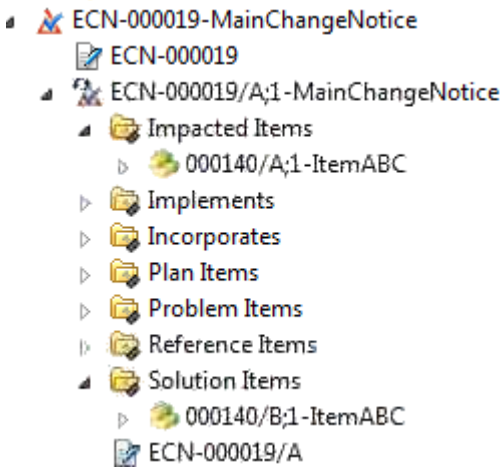 ECN-000019-MainChangeNotice
ECN-000019
ECN-000019/A;1-MainChangeNotice
Impacted Items
000140/A;1-ItemABC
Implements
Incorporates
Plan Items
Problem Items
Reference Items
Solution Items
000140/B;1-ItemABC
ECN-000019/A